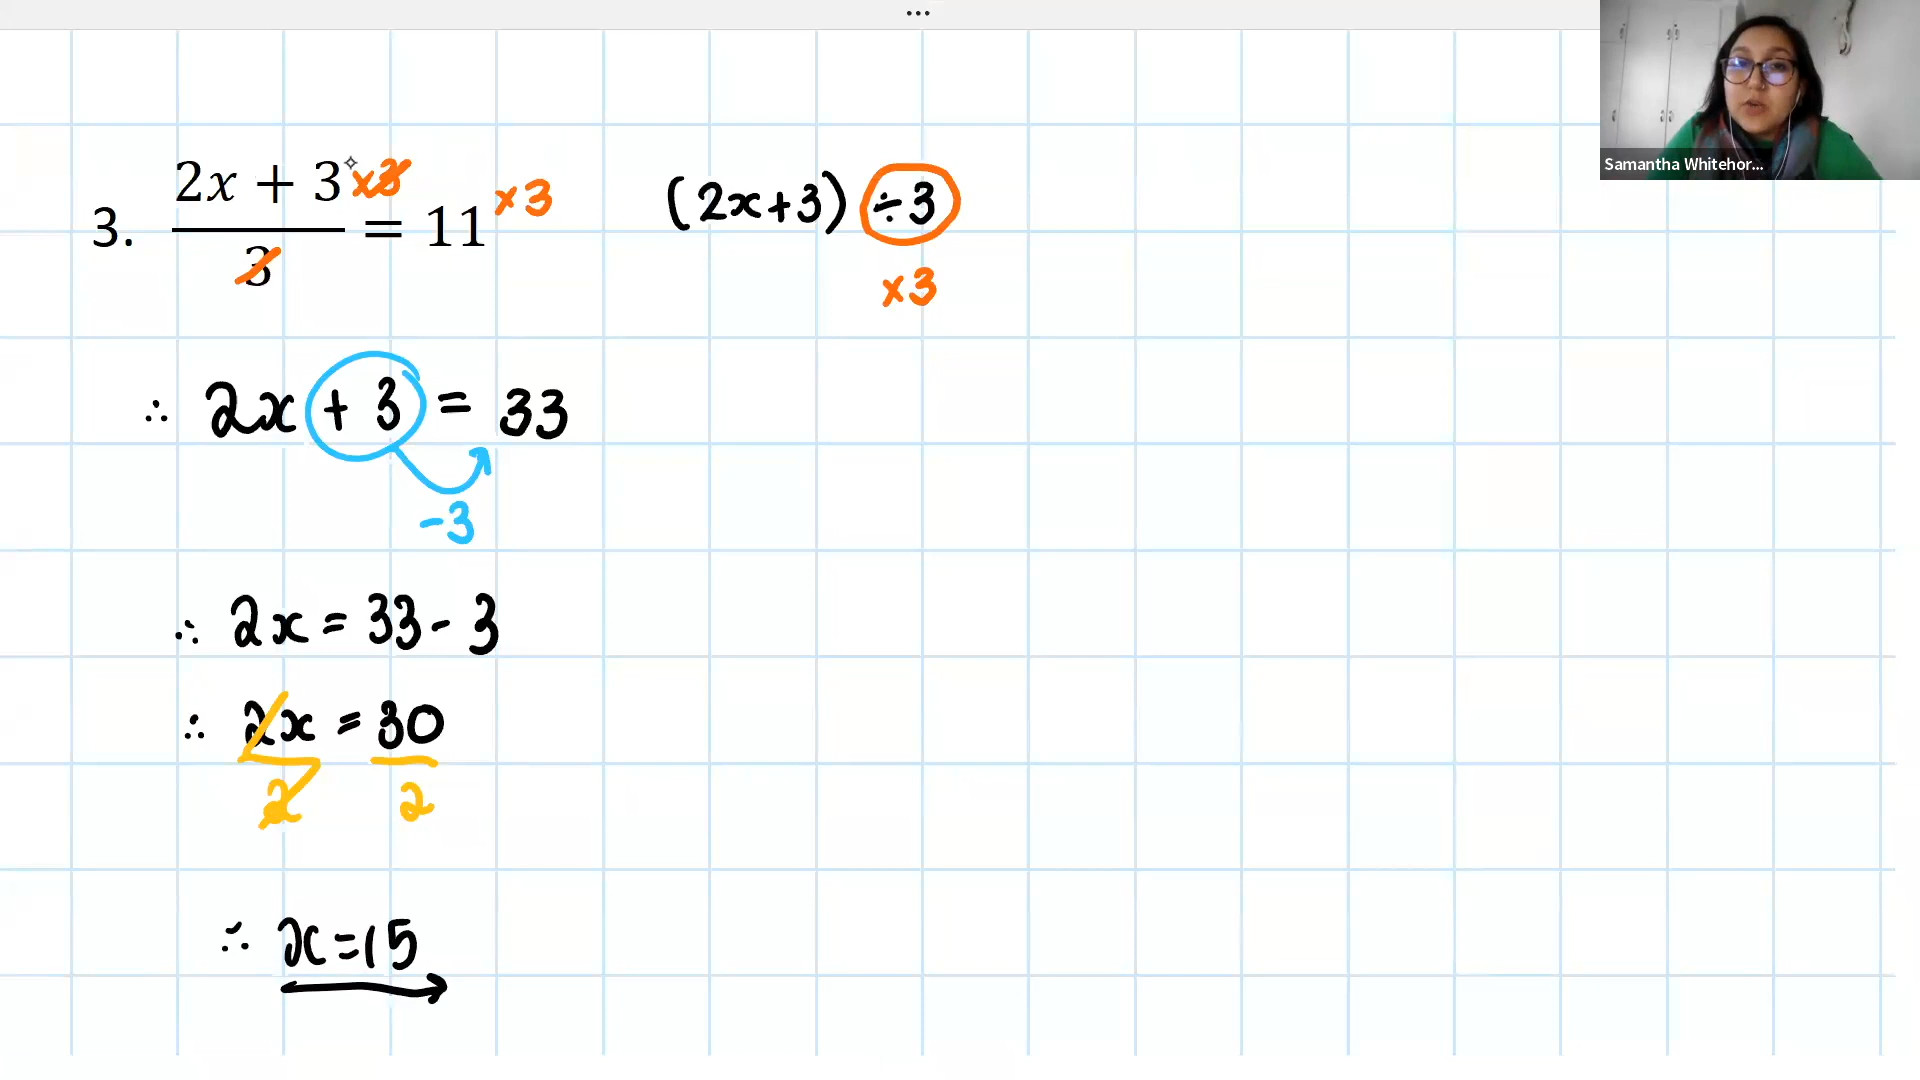 ...
Samantha Whitehor...
3. (2x + 3)/3 = 11 ×3 ×3
(2x+3) ÷3
×3
∴ 2x + 3 = 33
-3
∴ 2x = 33 - 3
∴ 2x = 30
2 2
∴ x = 15